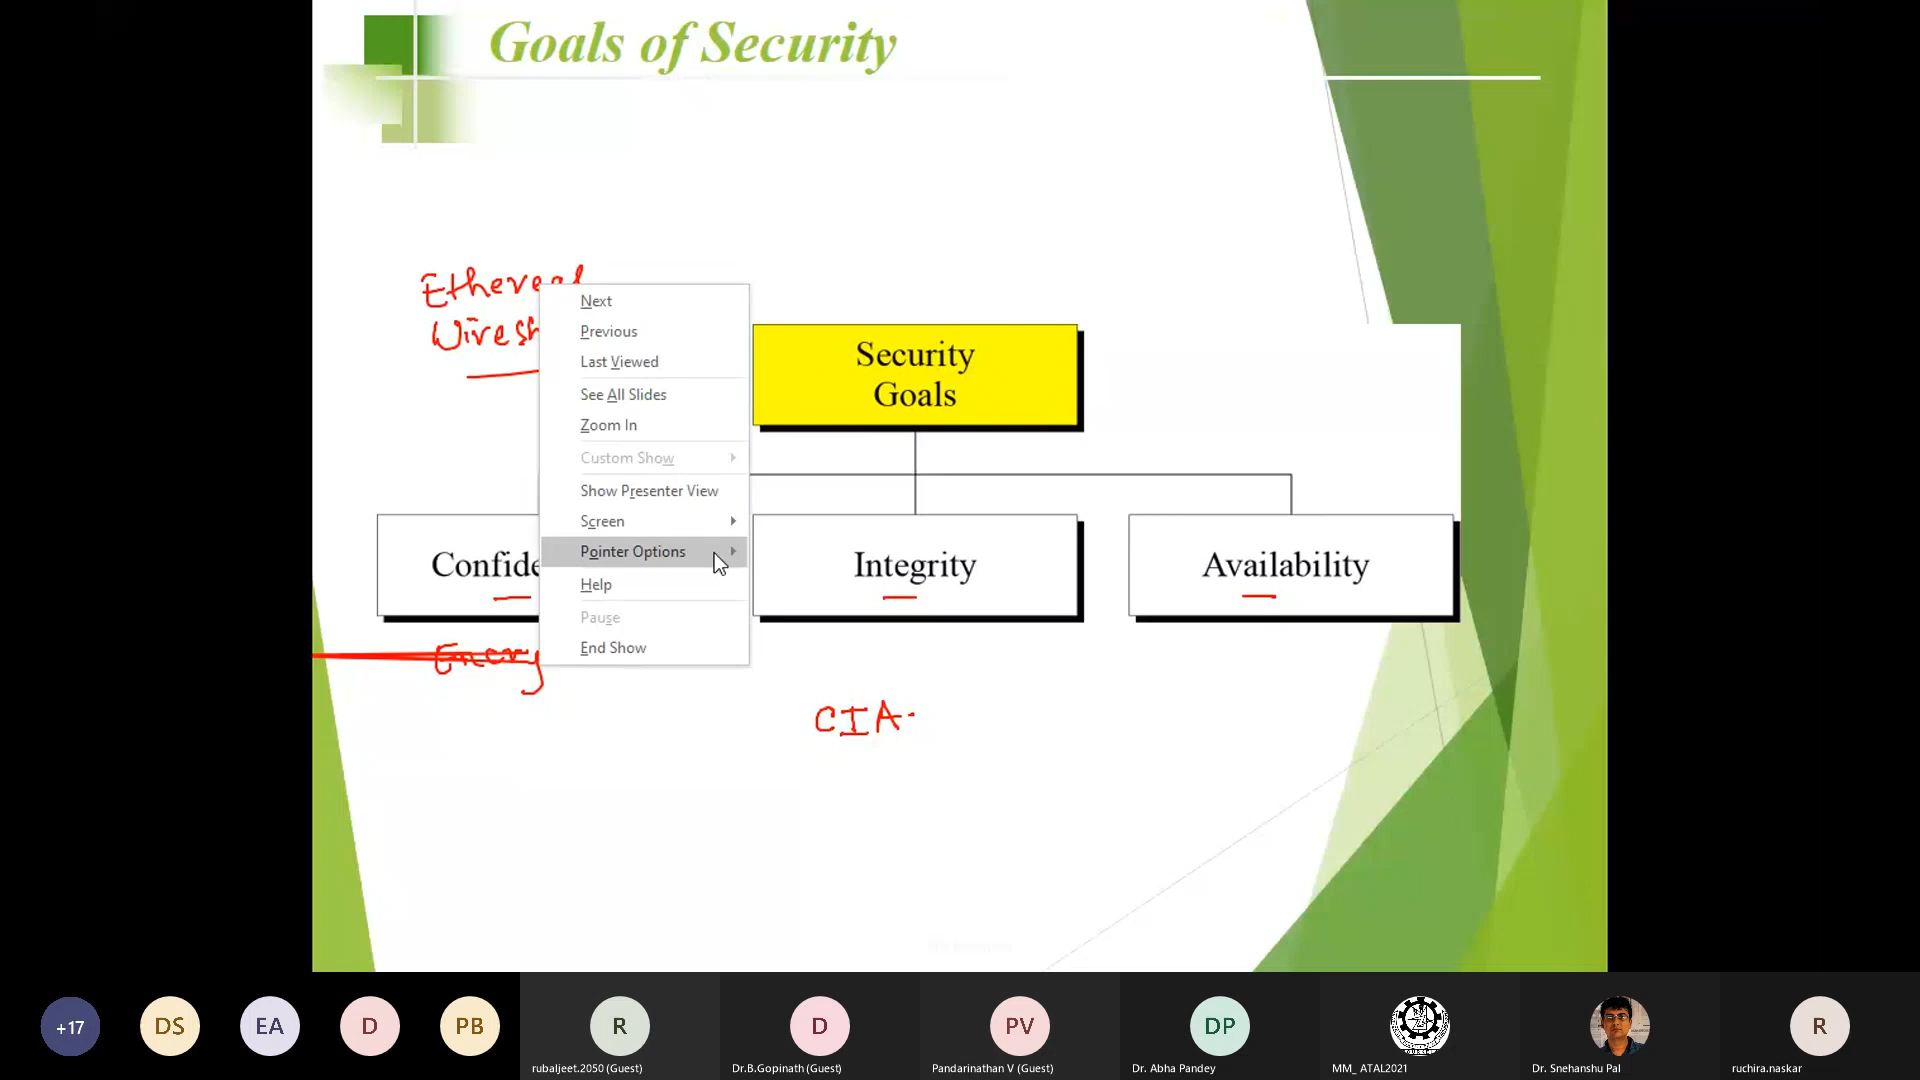 Goals of Security
Ethereal
Wiresh
Next
Previous
Last Viewed
See All Slides
Zoom In
Custom Show
Show Presenter View
Screen
Pointer Options
Help
Pause
End Show
Security
Goals
Confide
Integrity
Availability
Encry
CIA
+17
DS
EA
D
PB
R
D
PV
DP
R
rubaljeet.2050 (Guest)
Dr.B.Gopinath (Guest)
Pandarinathan V (Guest)
Dr. Abha Pandey
MM_ ATAL2021
Dr. Snehanshu Pal
ruchira.naskar